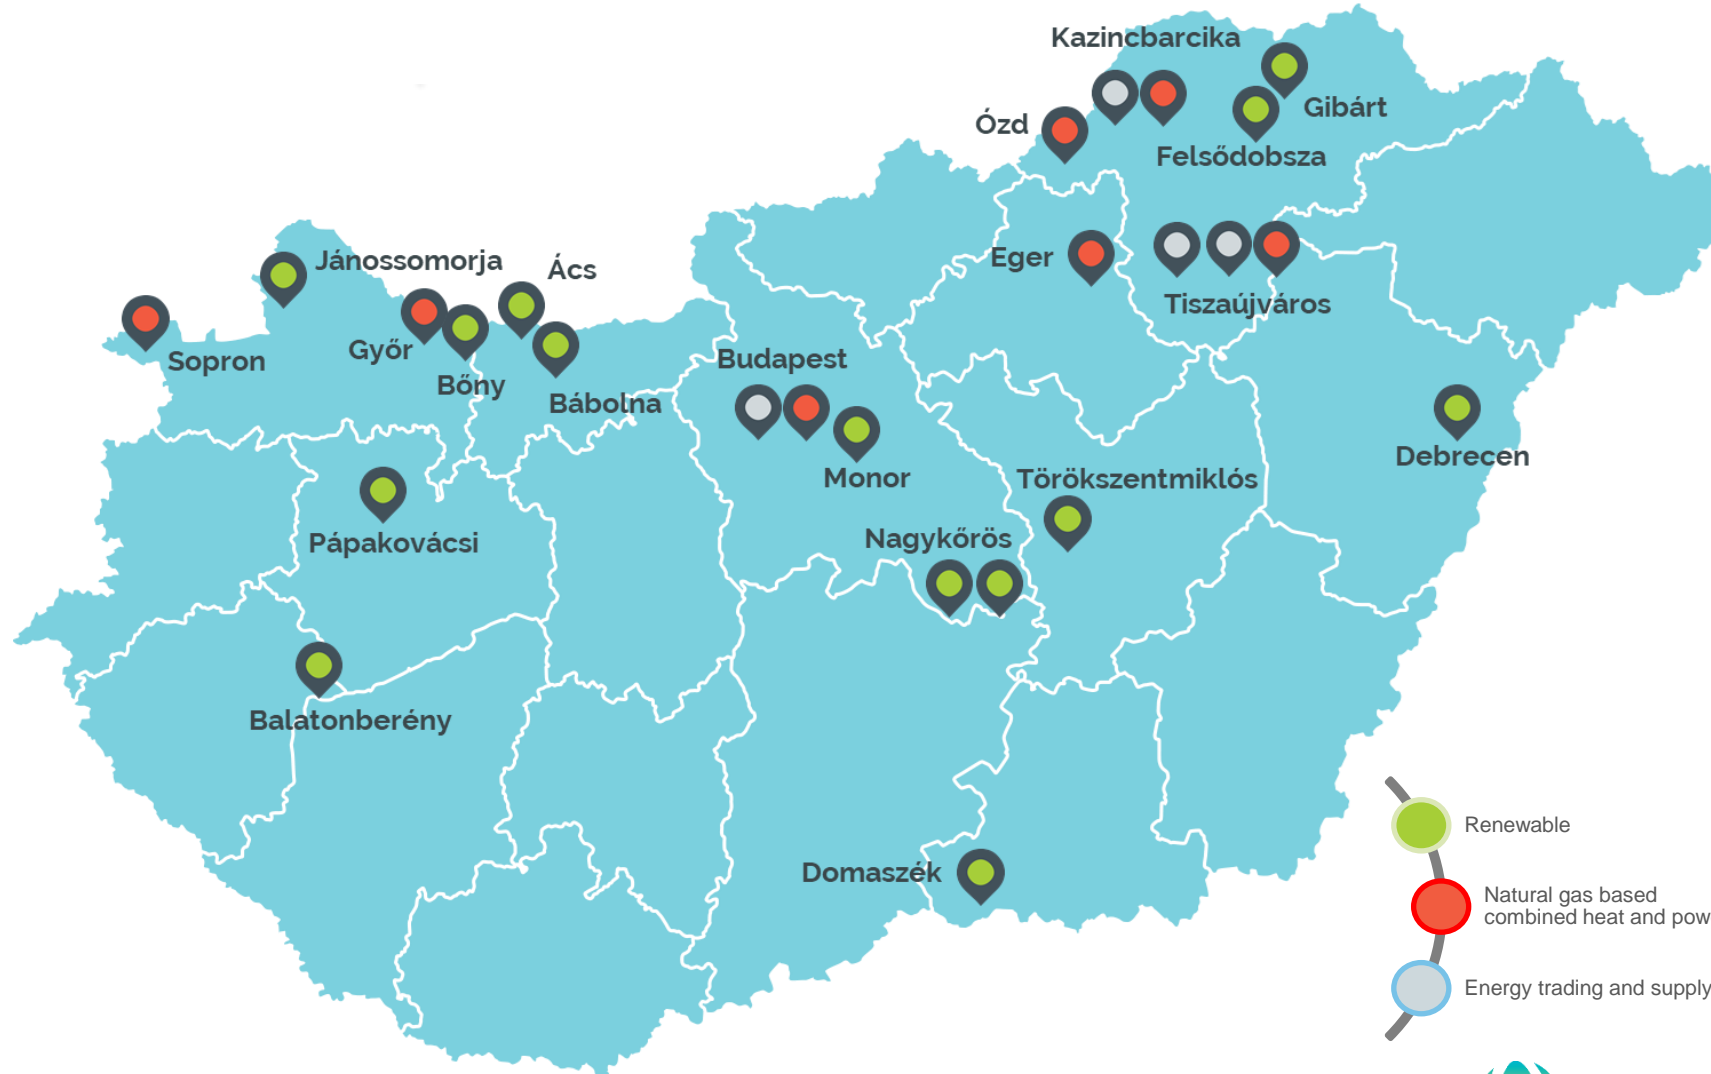 Kazincbarcika
Gibárt
Ózd
Felsődobsza
Eger
Jánossomorja
Ács
Tiszaújváros
Sopron
Győr
Budapest
Bőny
Bábolna
Debrecen
Monor
Törökszentmiklós
Nagykőrös
Pápakovácsi
Balatonberény
Domaszék
Renewable
Natural gas based
combined heat and pow
Energy trading and supply